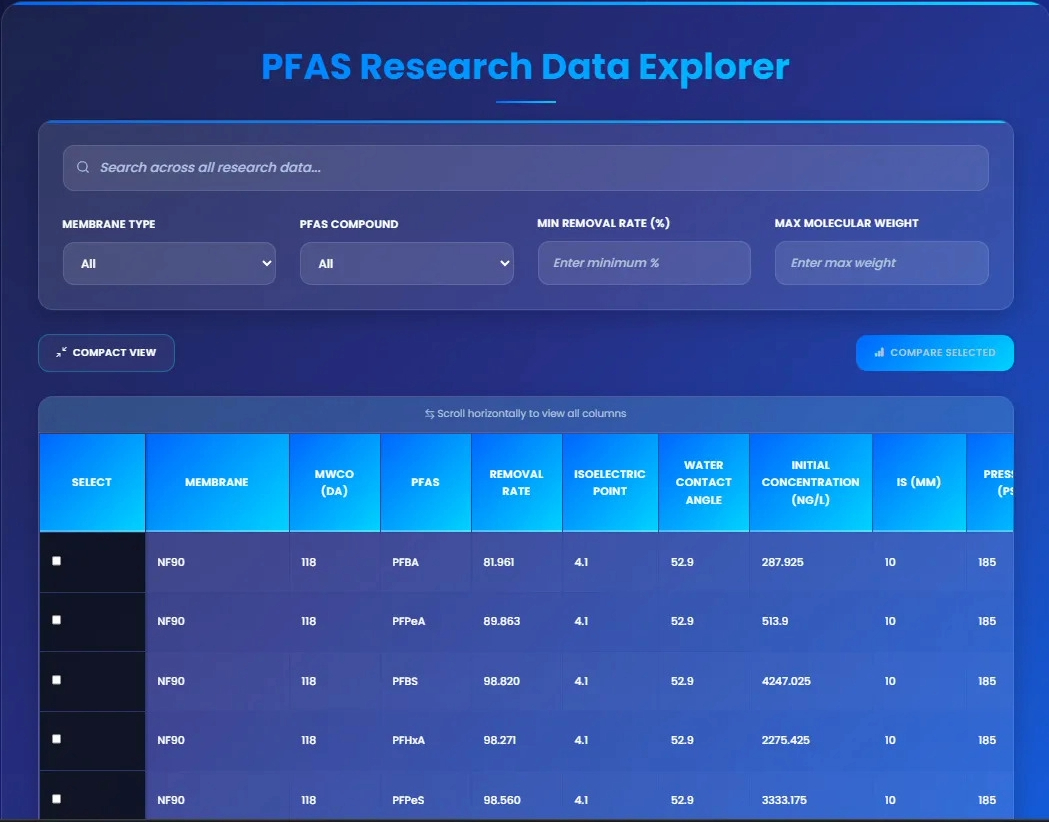 PFAS Research Data Explorer
Search across all research data...
MEMBRANE TYPE PFAS COMPOUND MIN REMOVAL RATE (%) MAX MOLECULAR WEIGHT
All All Enter minimum % Enter max weight
COMPACT VIEW COMPARE SELECTED
Scroll horizontally to view all columns
SELECT MEMBRANE MWCO (DA) PFAS REMOVAL RATE ISOELECTRIC POINT WATER CONTACT ANGLE INITIAL CONCENTRATION (NG/L) IS (MM) PRESS (PS
NF90 118 PFBA 81.961 4.1 52.9 287.925 10 185
NF90 118 PFPeA 89.863 4.1 52.9 513.9 10 185
NF90 118 PFBS 98.820 4.1 52.9 4247.025 10 185
NF90 118 PFHxA 98.271 4.1 52.9 2275.425 10 185
NF90 118 PFPeS 98.560 4.1 52.9 3333.175 10 185